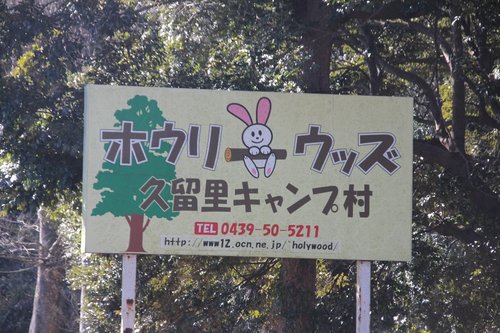 ホウリーウッズ
久留里キャンプ村
TEL 0439-50-5211
http://www12.ocn.ne.jp/~holywood/